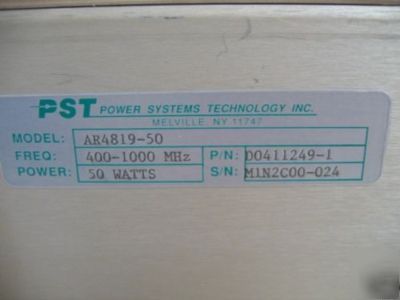 PST POWER SYSTEMS TECHNOLOGY INC.
MELVILLE, NY 11747
MODEL: AR4819-50
FREQ: 400-1000 MHz P/N: D0411249-1
POWER: 50 WATTS S/N: M1N2C00-024